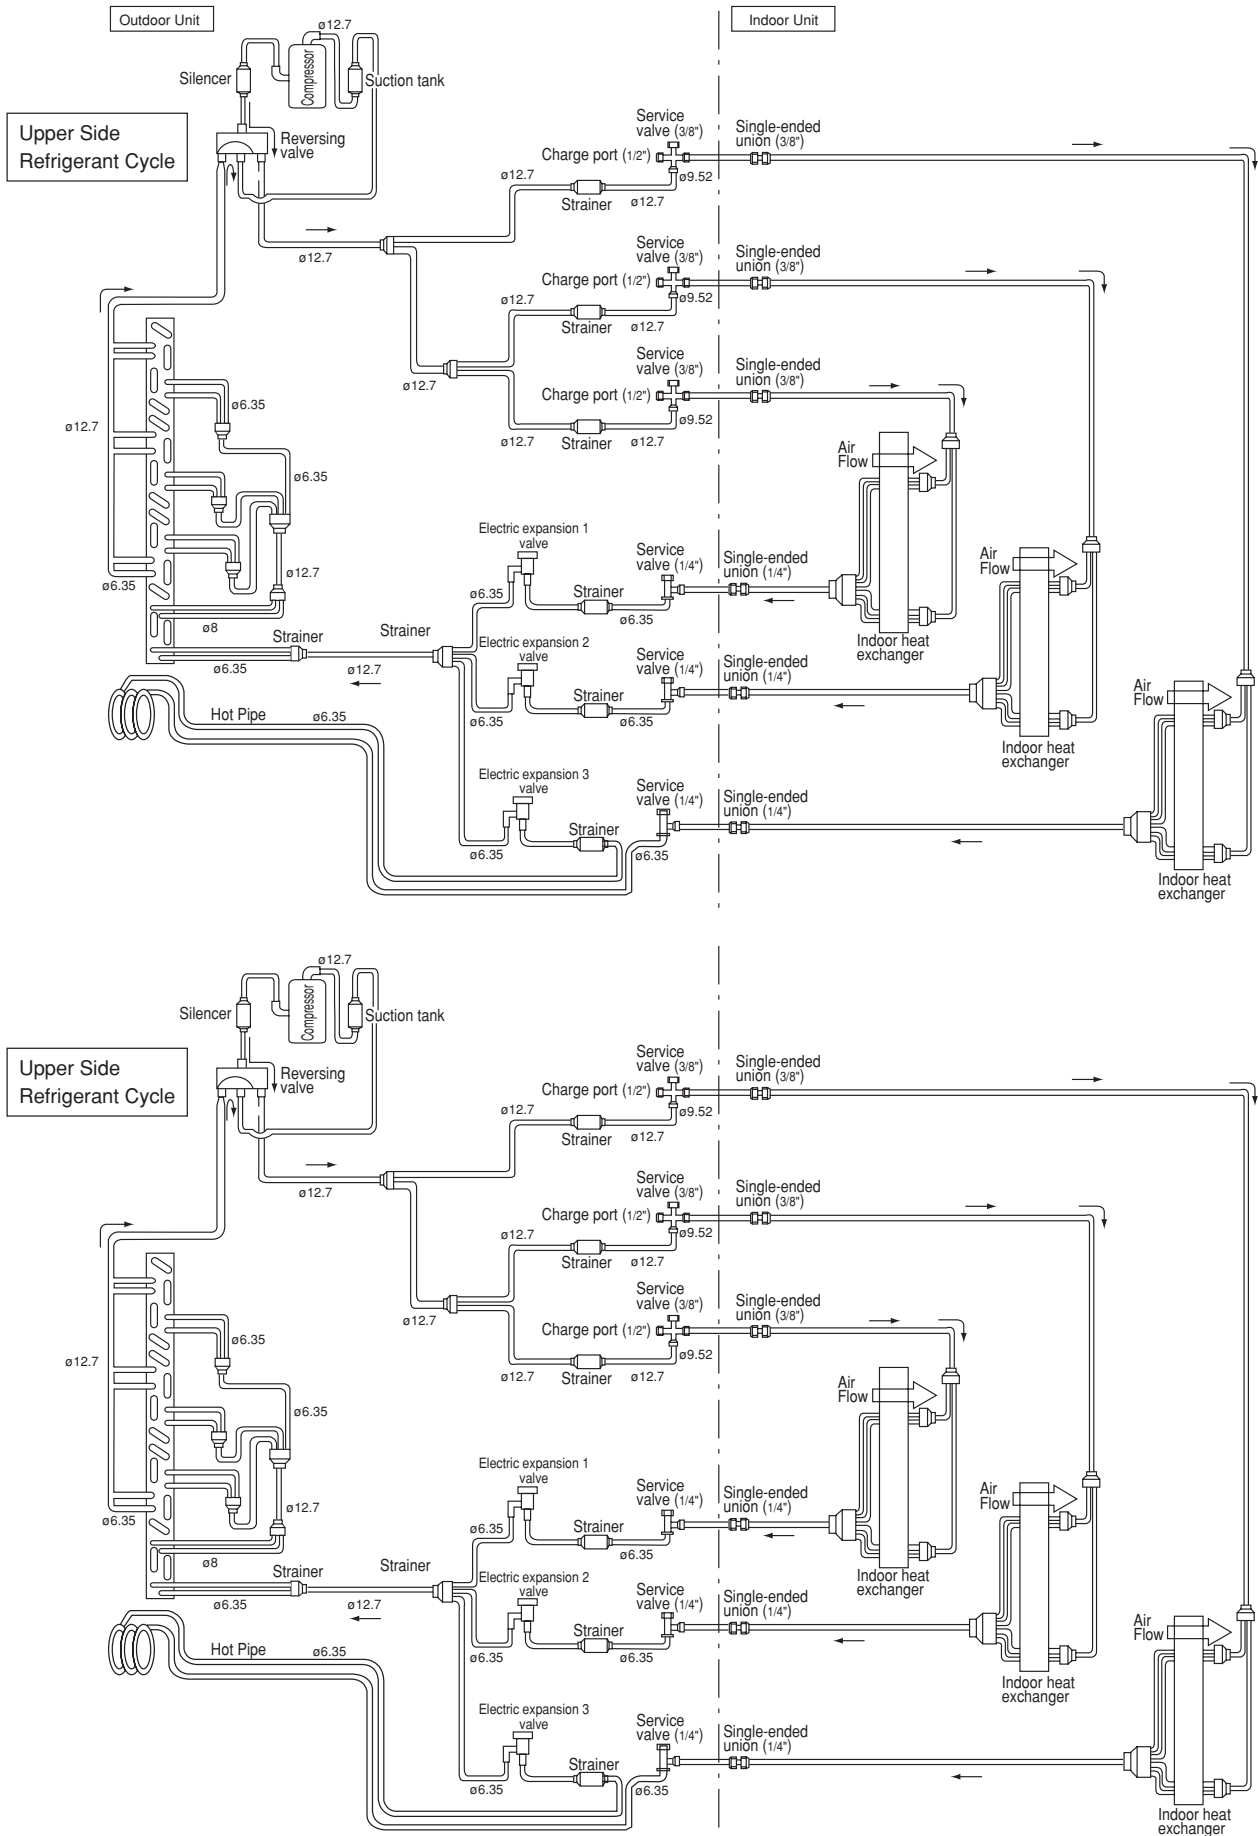 Outdoor Unit
Indoor Unit
ø12.7
Silencer
Compressor
Suction tank
Upper Side
Refrigerant Cycle
Reversing
valve
Service
valve (3/8")
Single-ended
union (3/8")
Charge port (1/2")
ø9.52
ø12.7
Strainer
ø12.7
ø12.7
Service
valve (3/8")
Single-ended
union (3/8")
Charge port (1/2")
ø9.52
ø12.7
Strainer
ø12.7
Service
valve (3/8")
Single-ended
union (3/8")
ø12.7
Charge port (1/2")
ø9.52
ø12.7
Strainer
ø12.7
ø6.35
ø12.7
Air
Flow
ø6.35
Electric expansion 1
valve
Service
valve (1/4")
Single-ended
union (1/4")
Air
Flow
ø12.7
ø6.35
ø6.35
Strainer
ø6.35
ø8
Strainer
Strainer
Electric expansion 2
valve
Service
valve (1/4")
Single-ended
union (1/4")
Indoor heat
exchanger
ø6.35
ø12.7
Strainer
Air
Flow
Hot Pipe
ø6.35
ø6.35
ø6.35
Indoor heat
exchanger
Electric expansion 3
valve
Service
valve (1/4")
Single-ended
union (1/4")
Strainer
ø6.35
ø6.35
Indoor heat
exchanger
ø12.7
Silencer
Compressor
Suction tank
Upper Side
Refrigerant Cycle
Reversing
valve
Service
valve (3/8")
Single-ended
union (3/8")
Charge port (1/2")
ø9.52
ø12.7
Strainer
ø12.7
ø12.7
Service
valve (3/8")
Single-ended
union (3/8")
Charge port (1/2")
ø9.52
ø12.7
Strainer
ø12.7
Service
valve (3/8")
Single-ended
union (3/8")
ø12.7
Charge port (1/2")
ø9.52
ø12.7
Strainer
ø12.7
ø6.35
ø12.7
Air
Flow
ø6.35
Electric expansion 1
valve
Service
valve (1/4")
Single-ended
union (1/4")
Air
Flow
ø12.7
ø6.35
ø6.35
Strainer
ø6.35
ø8
Strainer
Strainer
Electric expansion 2
valve
Service
valve (1/4")
Single-ended
union (1/4")
Indoor heat
exchanger
ø6.35
ø12.7
Strainer
Air
Flow
Hot Pipe
ø6.35
ø6.35
ø6.35
Indoor heat
exchanger
Electric expansion 3
valve
Service
valve (1/4")
Single-ended
union (1/4")
Strainer
ø6.35
ø6.35
Indoor heat
exchanger